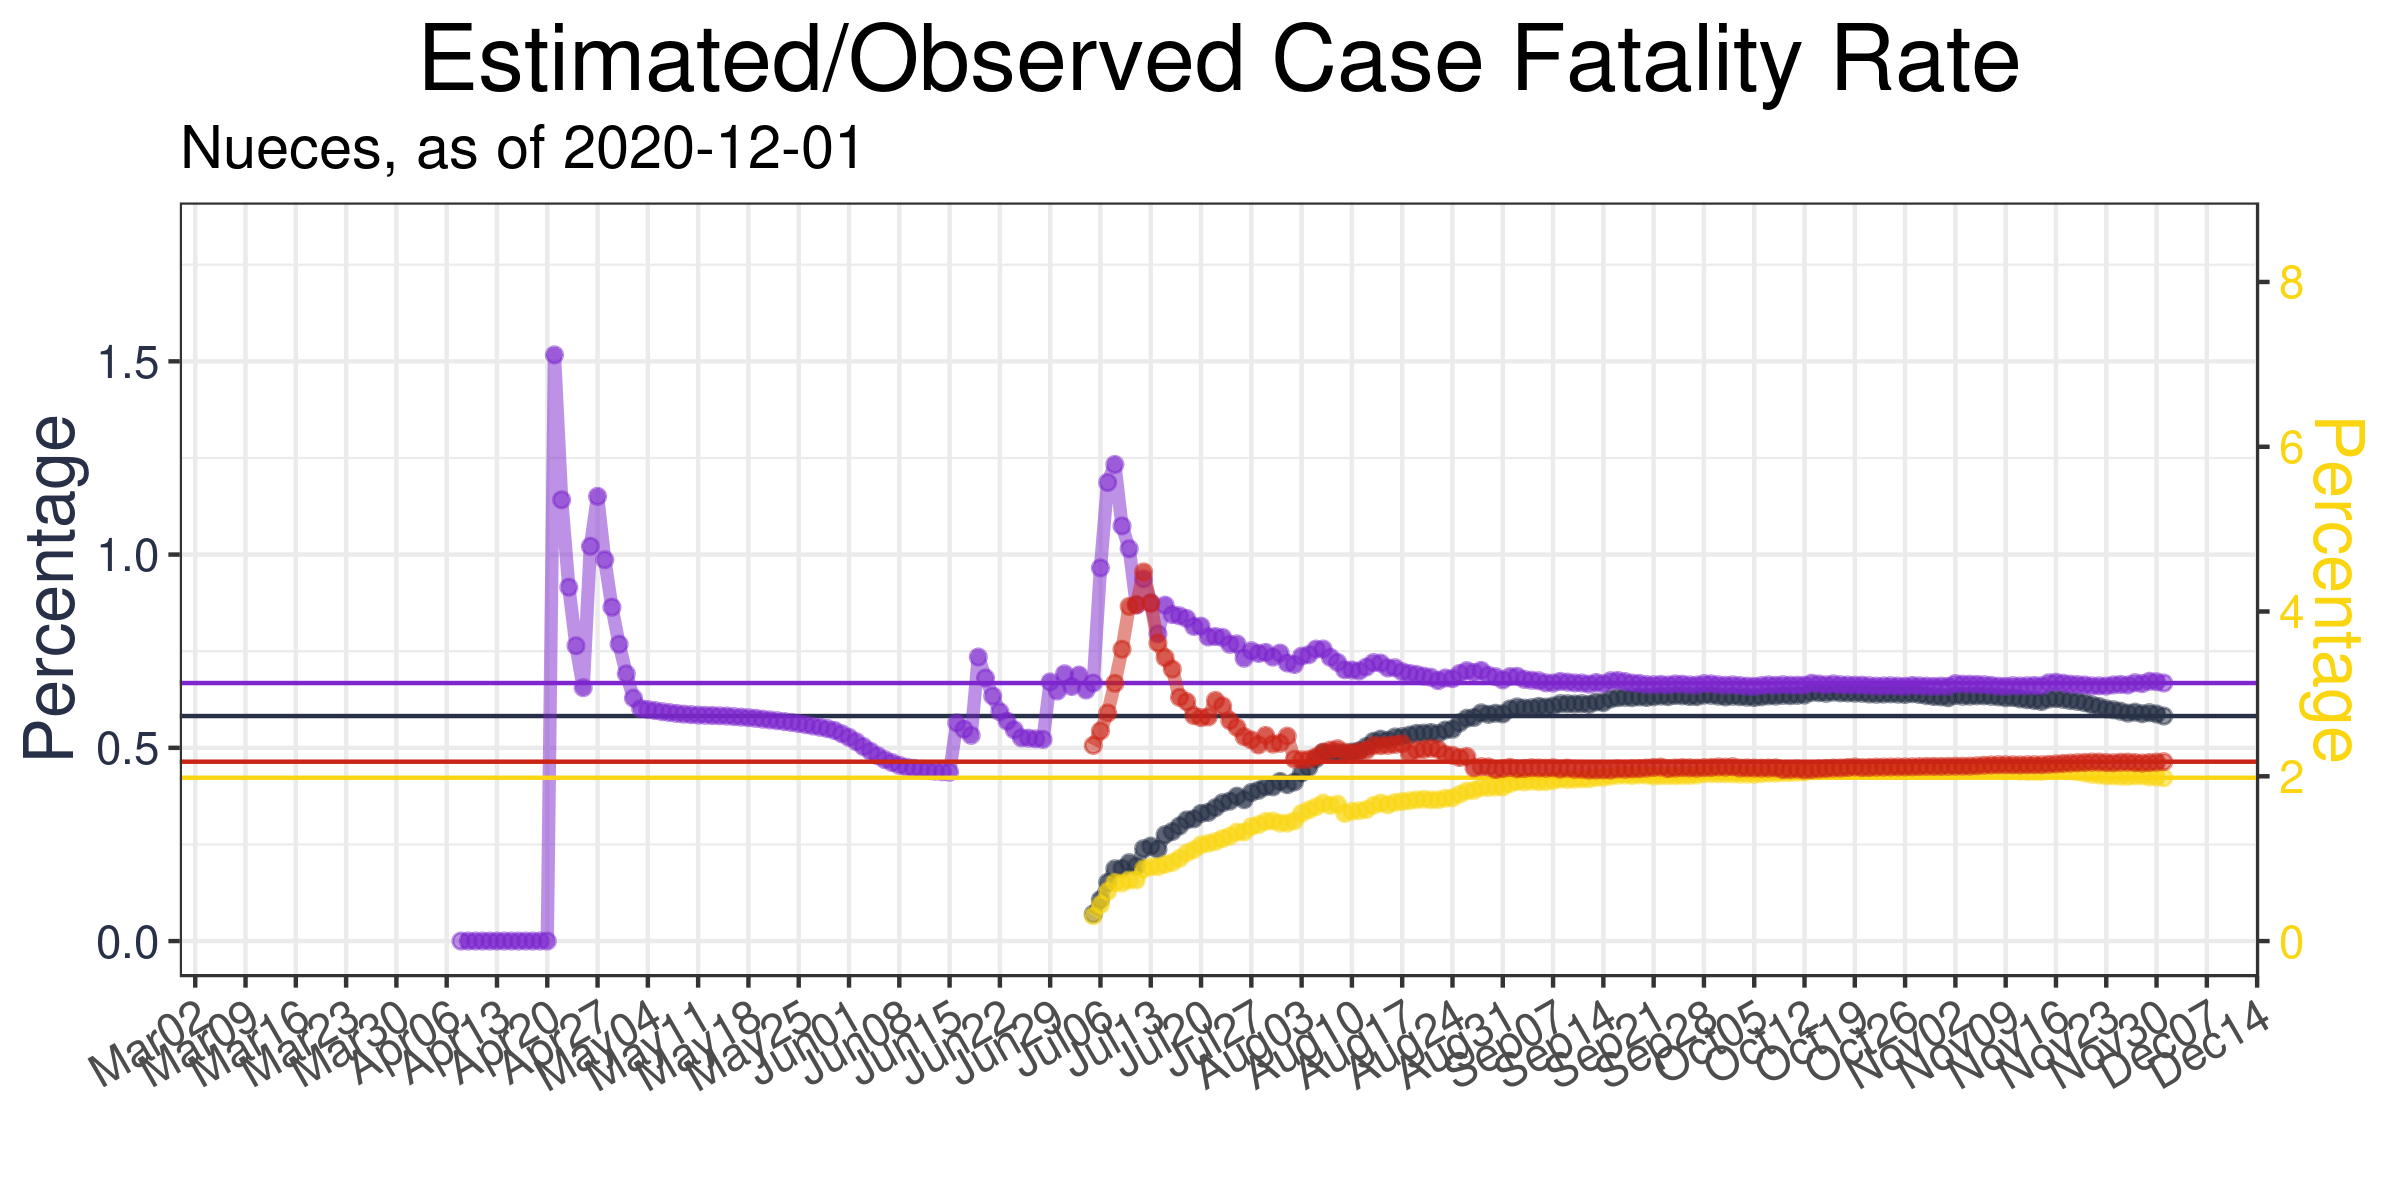 Estimated/Observed Case Fatality Rate
Nueces, as of 2020-12-01
Percentage
1.5
1.0
0.5
0.0
8
6
4
2
0
Percentage
Mar02
Mar09
Mar16
Mar23
Mar30
Apr06
Apr13
Apr20
Apr27
May04
May11
May18
May25
Jun01
Jun08
Jun15
Jun22
Jun29
Jul06
Jul13
Jul20
Jul27
Aug03
Aug10
Aug17
Aug24
Aug31
Sep07
Sep14
Sep21
Sep28
Oct05
Oct12
Oct19
Oct26
Nov02
Nov09
Nov16
Nov23
Nov30
Dec07
Dec14